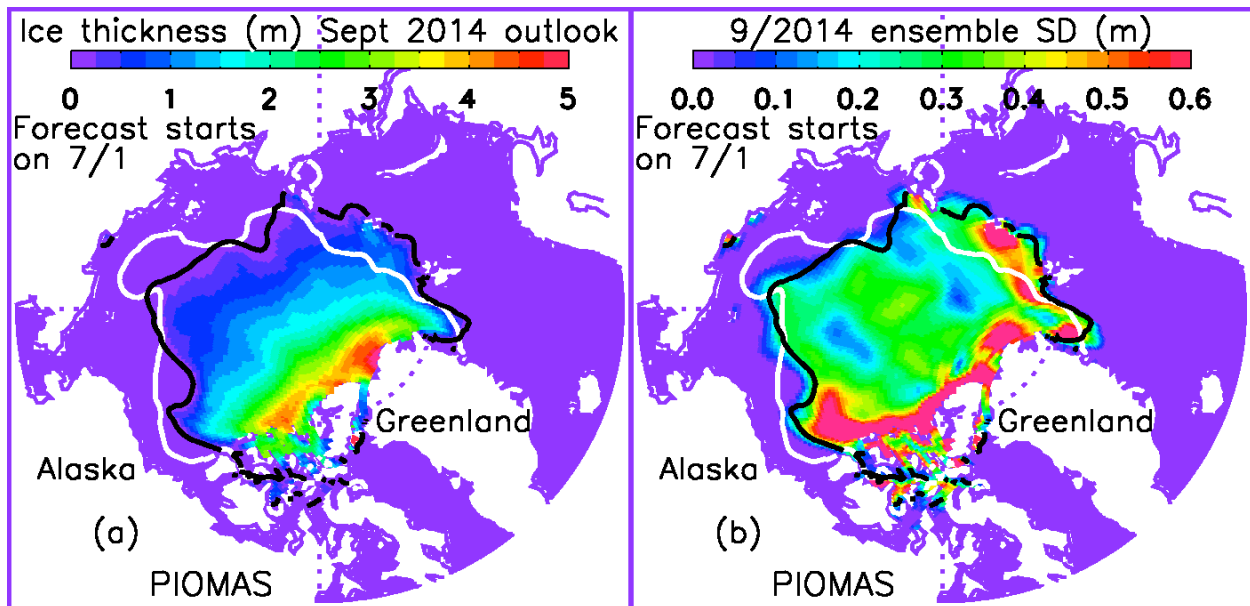 Ice thickness (m) Sept 2014 outlook
0 1 2 3 4 5
Forecast starts
on 7/1
Greenland
Alaska
(a)
PIOMAS
9/2014 ensemble SD (m)
0.0 0.1 0.2 0.3 0.4 0.5 0.6
Forecast starts
on 7/1
Greenland
Alaska
(b)
PIOMAS